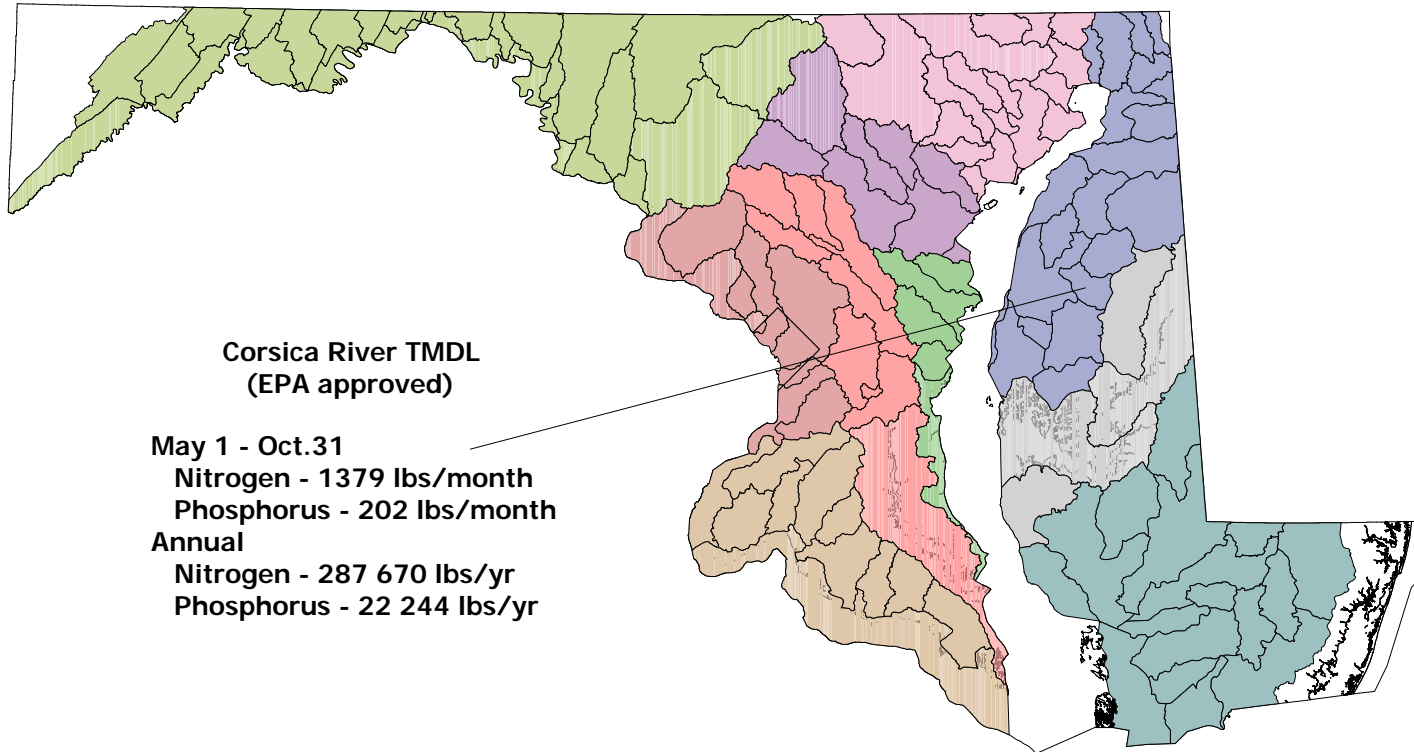 Corsica River TMDL
(EPA approved)
May 1 - Oct.31
Nitrogen - 1379 lbs/month
Phosphorus - 202 lbs/month
Annual
Nitrogen - 287 670 lbs/yr
Phosphorus - 22 244 lbs/yr